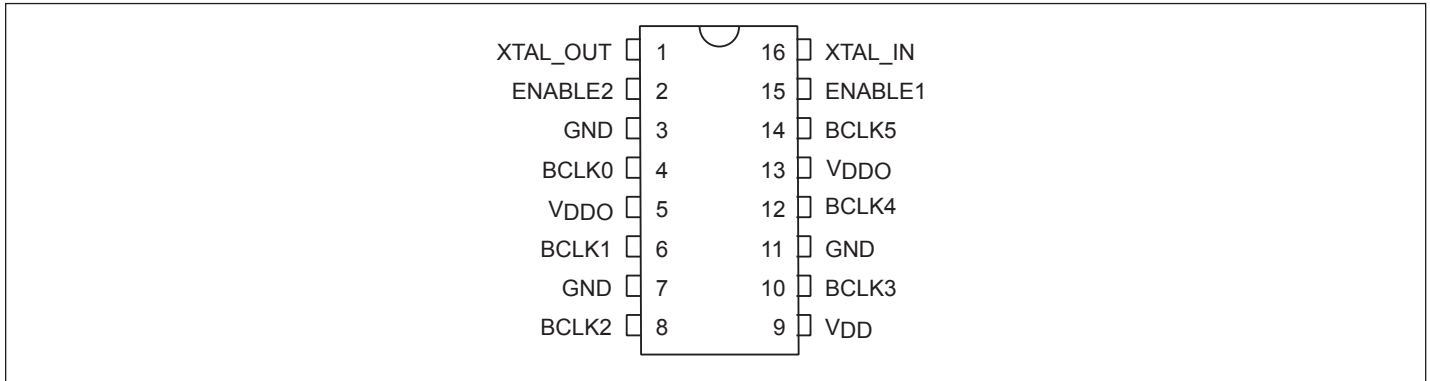 XTAL_OUT 1 16 XTAL_IN
ENABLE2 2 15 ENABLE1
GND 3 14 BCLK5
BCLK0 4 13 VDDO
VDDO 5 12 BCLK4
BCLK1 6 11 GND
GND 7 10 BCLK3
BCLK2 8 9 VDD